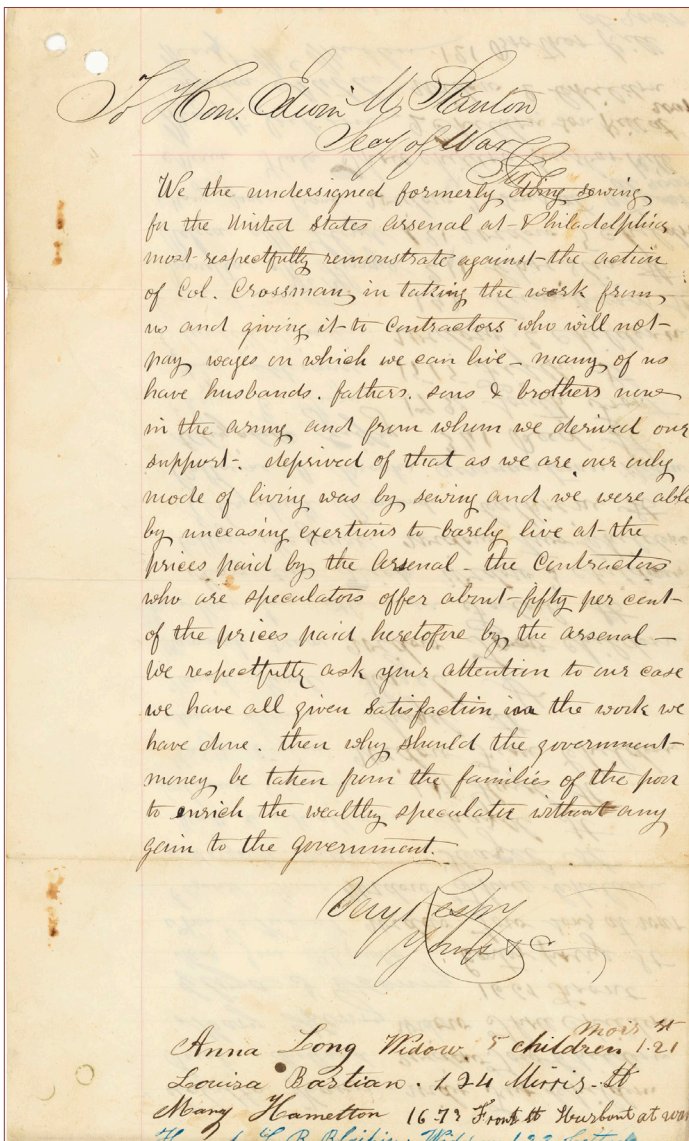 To Hon. Edwin M. Stanton
Secy of War
Sir
We the undersigned formerly doing sewing
for the United States Arsenal at Philadelphia
most respectfully remonstrate against the action
of Col. Crossman in taking the work from
us and giving it to Contractors who will not
pay wages on which we can live - many of us
have husbands. fathers. sons & brothers now
in the army and from whom we derived our
support. deprived of that as we are our only
mode of living was by sewing and we were able
by unceasing exertions to barely live at the
prices paid by the Arsenal - the Contractors
who are speculators offer about fifty per cent
of the prices paid heretofore by the arsenal -
we respectfully ask your attention to our case
we have all given Satisfaction in the work we
have done. then why should the government
money be taken from the families of the poor
to enrich the wealthy speculator without any
gain to the government.
Very Respy
Yours &c
Anna Long Widow. 5 children 121 Moir St
Louisa Bastian. 124 Mirris. St
Mary Hamelton 1673 Front St Husbant at war